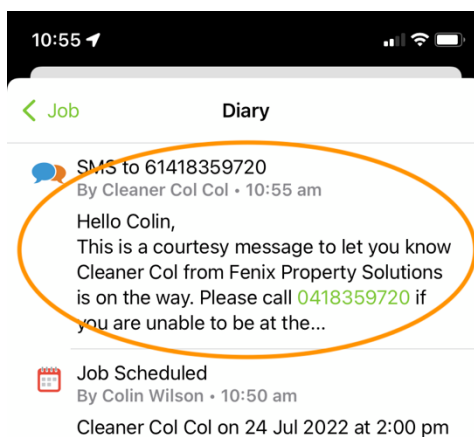 10:55
Job Diary
SMS to 61418359720
By Cleaner Col Col • 10:55 am
Hello Colin,
This is a courtesy message to let you know
Cleaner Col from Fenix Property Solutions
is on the way. Please call 0418359720 if
you are unable to be at the...
Job Scheduled
By Colin Wilson • 10:50 am
Cleaner Col Col on 24 Jul 2022 at 2:00 pm